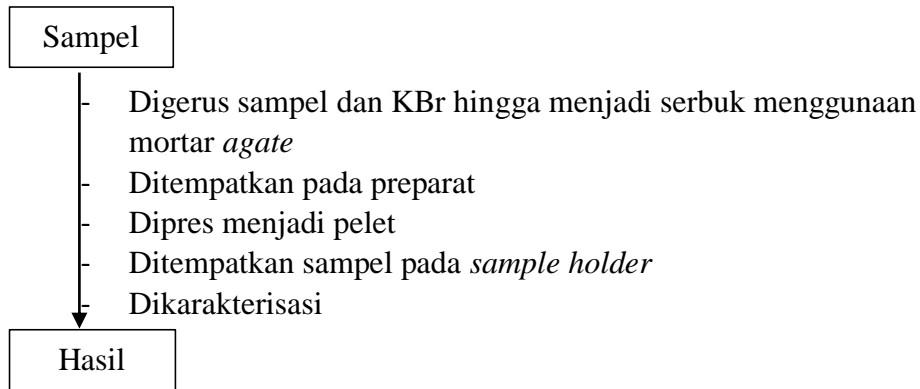 Sampel
- Digerus sampel dan KBr hingga menjadi serbuk menggunaan
mortar agate
- Ditempatkan pada preparat
- Dipres menjadi pelet
- Ditempatkan sampel pada sample holder
- Dikarakterisasi
Hasil